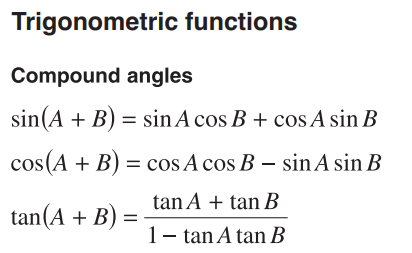 Trigonometric functions
Compound angles
sin(A + B) = sin A cos B + cos A sin B
cos(A + B) = cos A cos B − sin A sin B
tan(A + B) = (tan A + tan B) / (1 − tan A tan B)